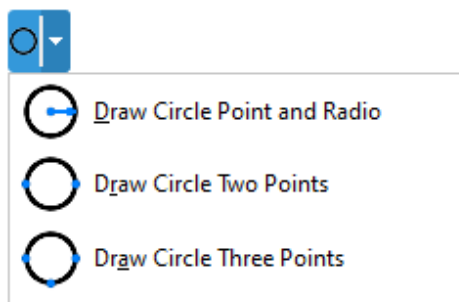 Draw Circle Point and Radio
Draw Circle Two Points
Draw Circle Three Points